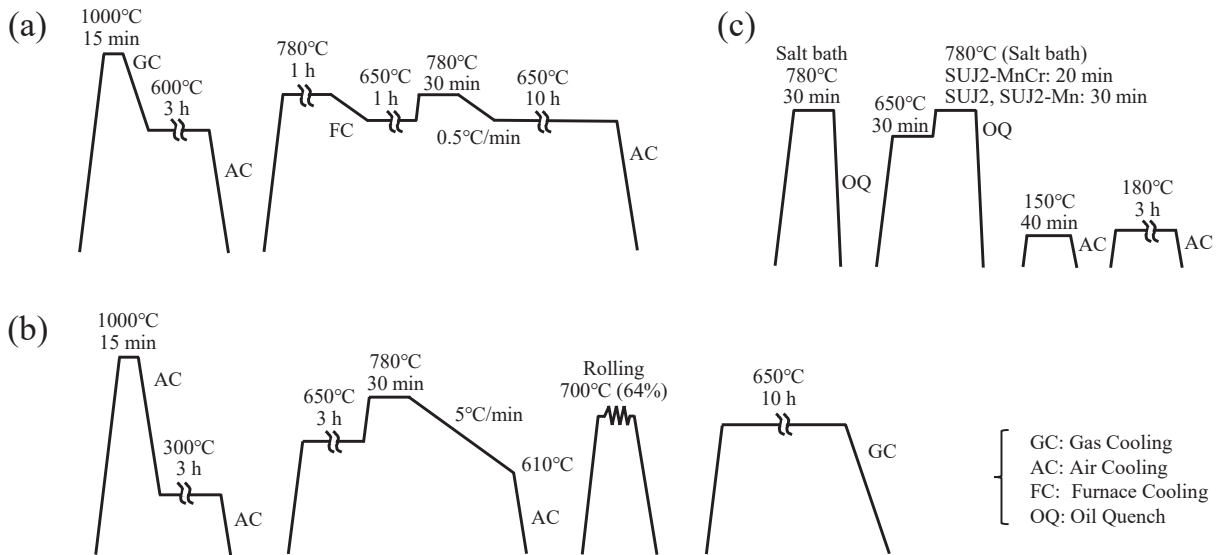 (a)
1000℃
15 min
GC
600℃
3 h
AC
780℃
1 h
FC
650℃
1 h
780℃
30 min
0.5℃/min
650℃
10 h
AC
(b)
1000℃
15 min
AC
300℃
3 h
AC
650℃
3 h
780℃
30 min
5℃/min
610℃
AC
Rolling
700℃ (64%)
650℃
10 h
GC
(c)
Salt bath
780℃
30 min
OQ
780℃ (Salt bath)
SUJ2-MnCr: 20 min
SUJ2, SUJ2-Mn: 30 min
650℃
30 min
OQ
150℃
40 min
AC
180℃
3 h
AC
GC: Gas Cooling
AC: Air Cooling
FC: Furnace Cooling
OQ: Oil Quench